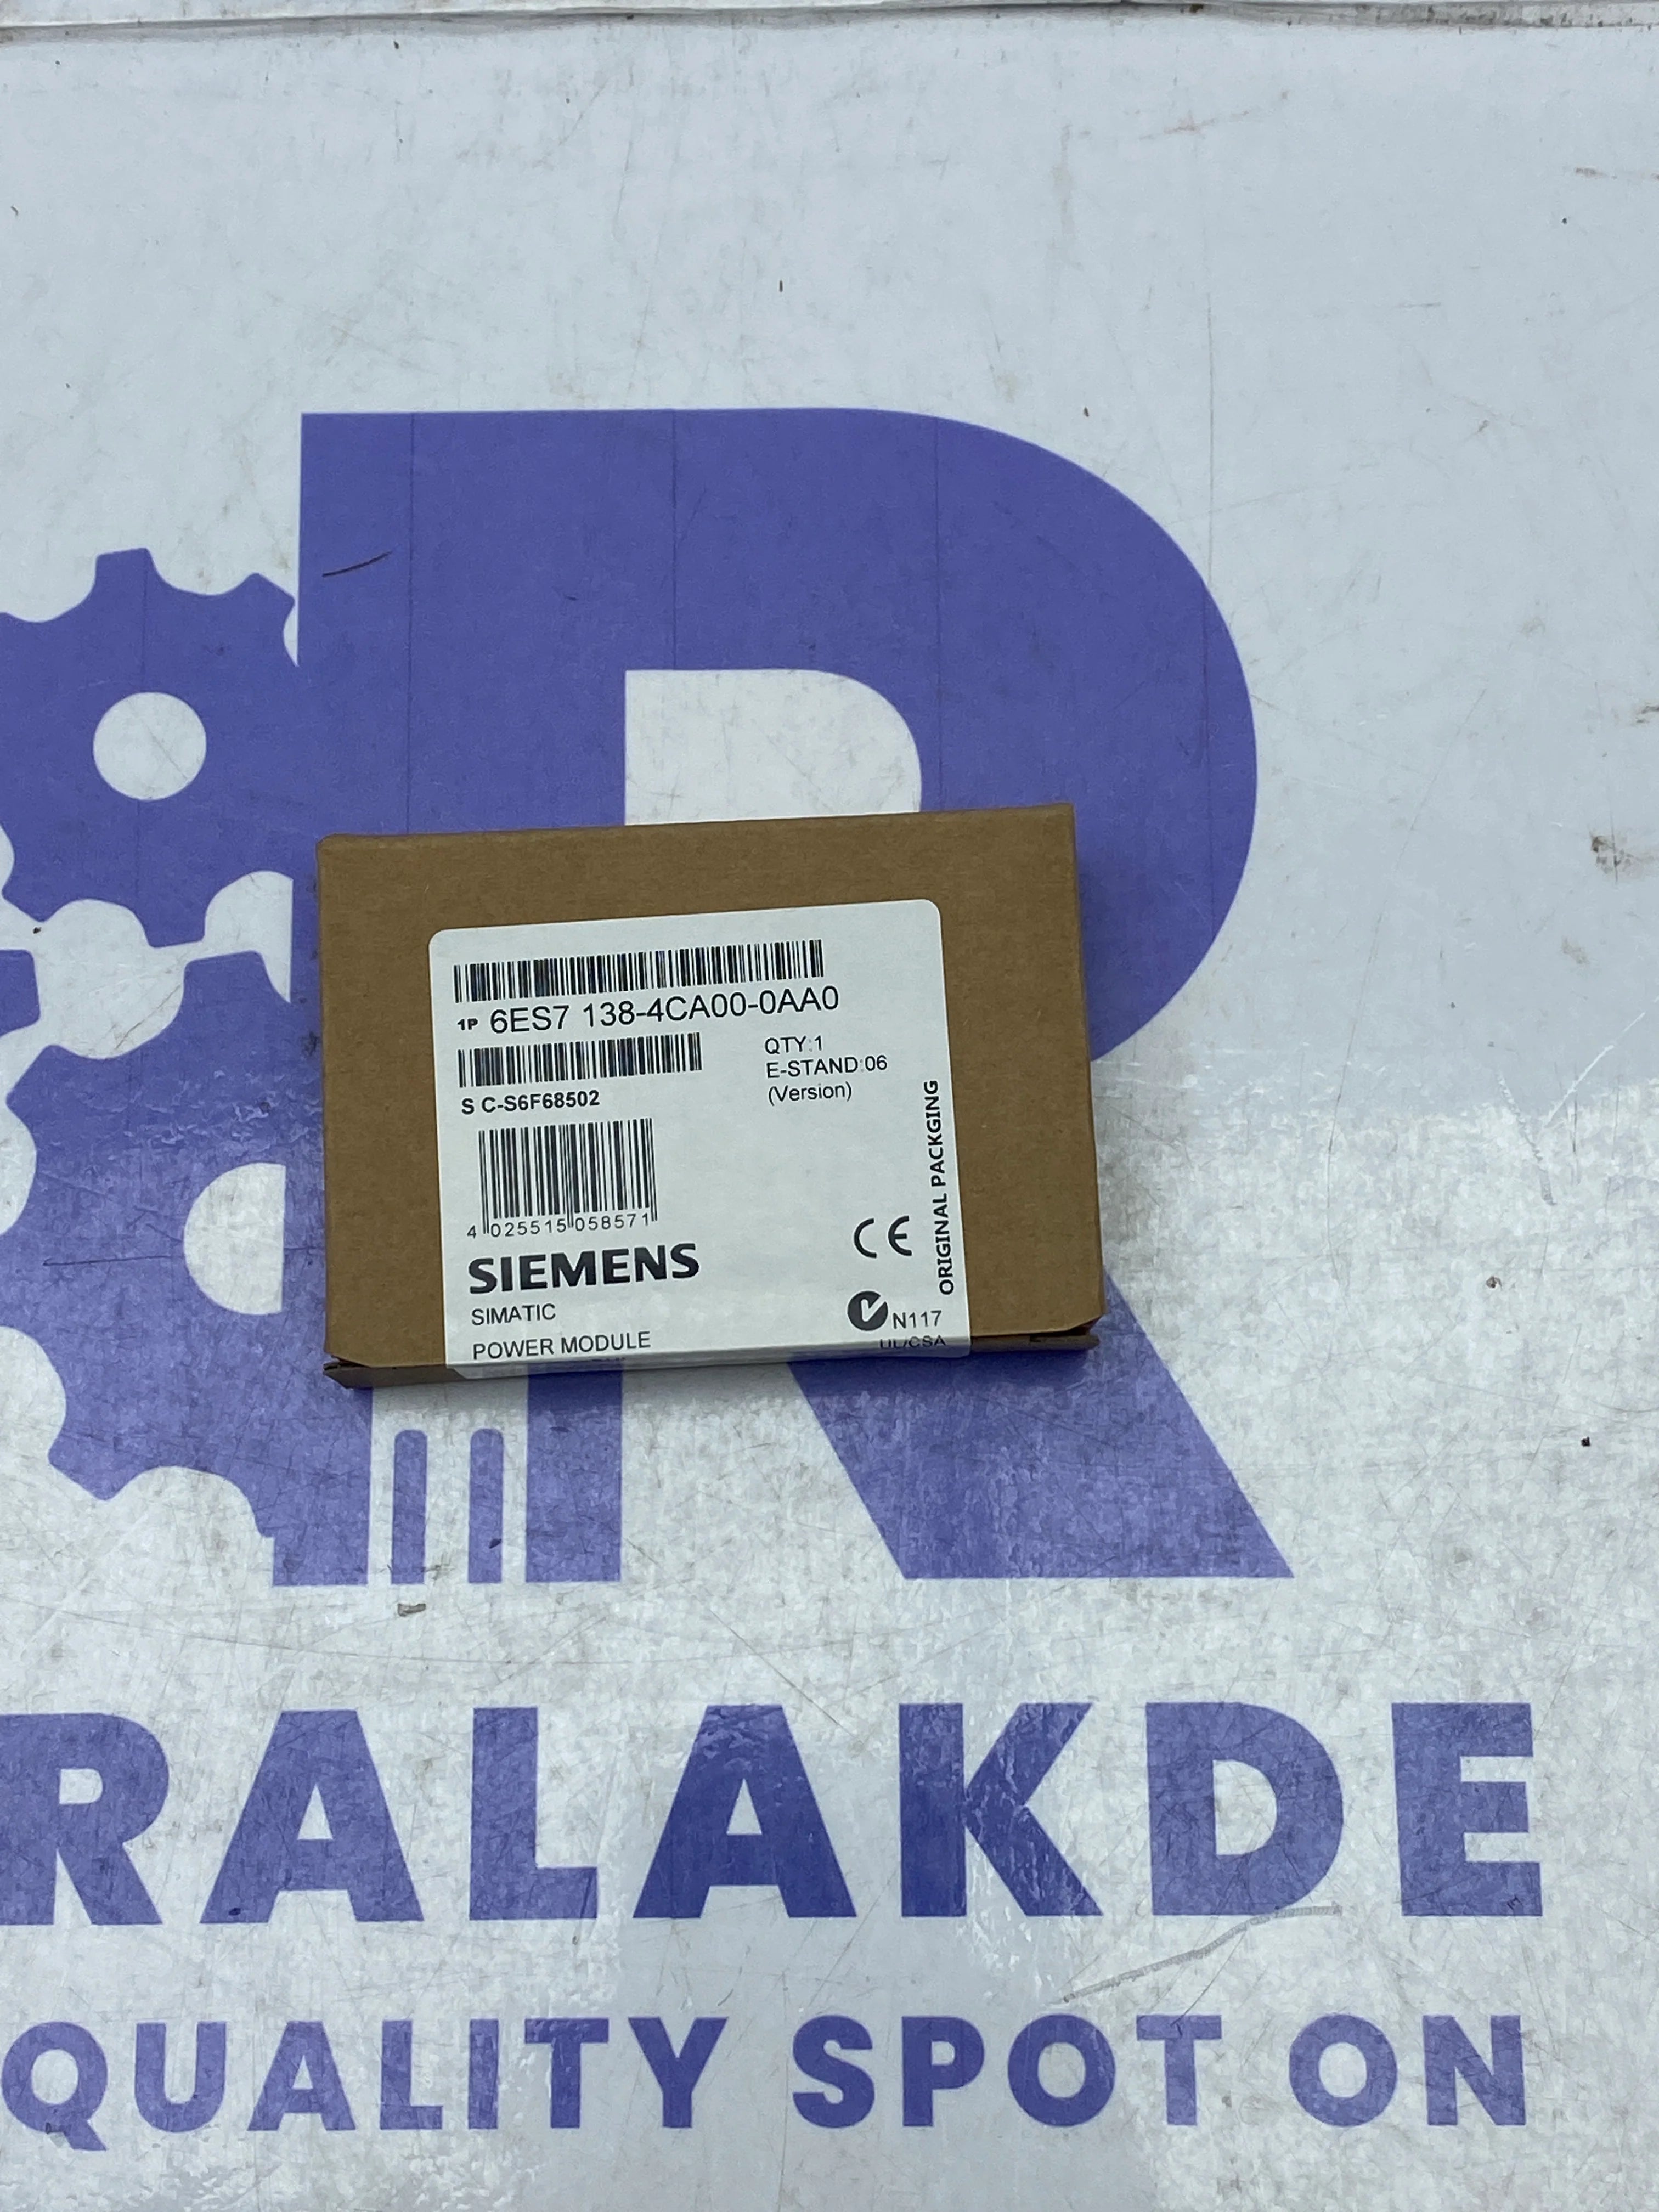 1P 6ES7 138-4CA00-0AA0
S C-S6F68502
QTY:1
E-STAND:06
(Version)
4 025515 058571
SIEMENS
SIMATIC
POWER MODULE
CE
N117
UL/CSA
ORIGINAL PACKGING
R
RALAKDE
QUALITY SPOT ON